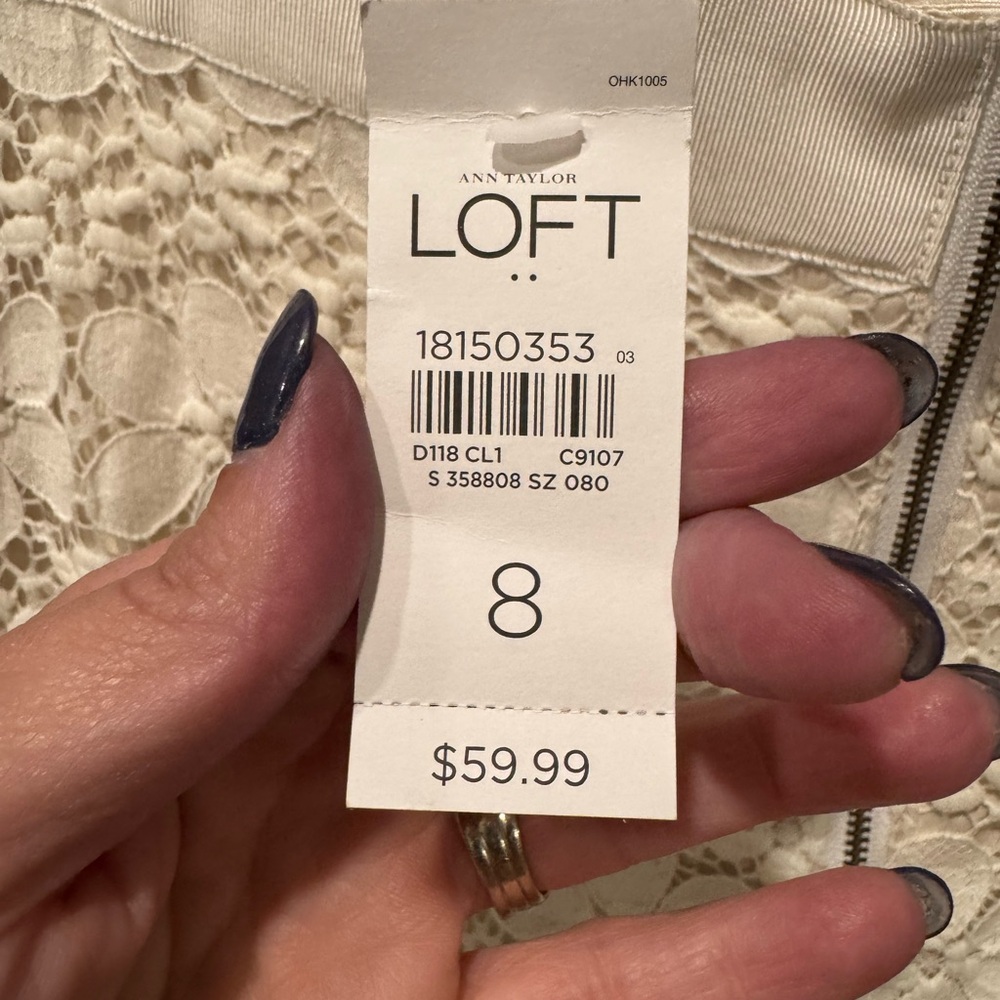 OHK1005
ANN TAYLOR
LOFT
18150353 03
D118 CL1 C9107
S 358808 SZ 080
8
$59.99